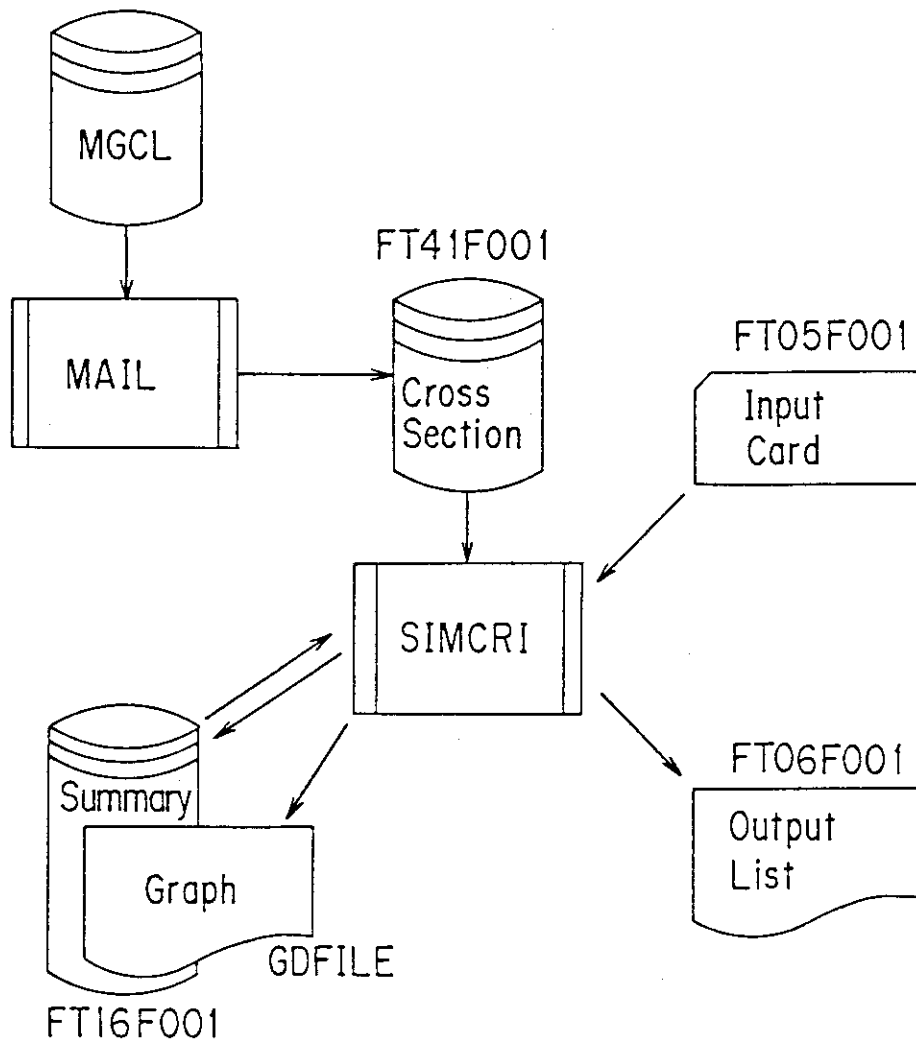 MGCL
FT41F001
MAIL
Cross
Section
FT05F001
Input
Card
SIMCRI
Summary
Graph
GDFILE
FT16F001
FT06F001
Output
List